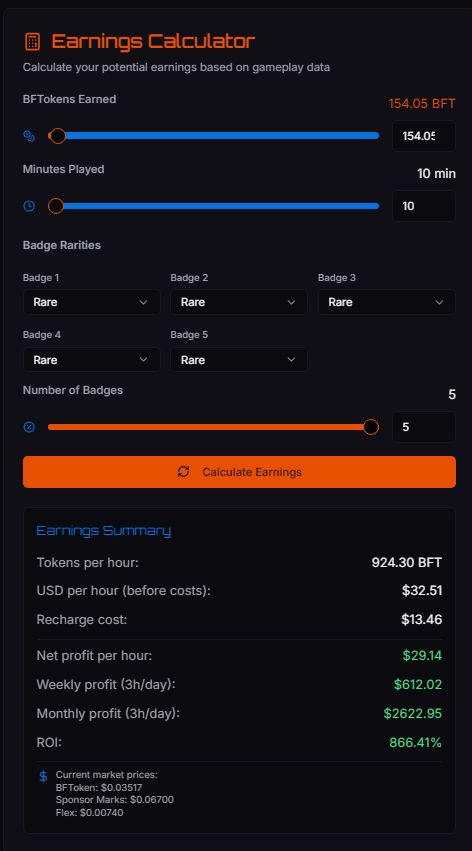 Earnings Calculator
Calculate your potential earnings based on gameplay data
BFTokens Earned
154.05 BFT
154.05
Minutes Played
10 min
10
Badge Rarities
Badge 1 Badge 2 Badge 3
Rare Rare Rare
Badge 4 Badge 5
Rare Rare
Number of Badges
5
5
Calculate Earnings
Earnings Summary
Tokens per hour: 924.30 BFT
USD per hour (before costs): $32.51
Recharge cost: $13.46
Net profit per hour: $29.14
Weekly profit (3h/day): $612.02
Monthly profit (3h/day): $2622.95
ROI: 866.41%
Current market prices:
BFToken: $0.03517
Sponsor Marks: $0.06700
Flex: $0.00740